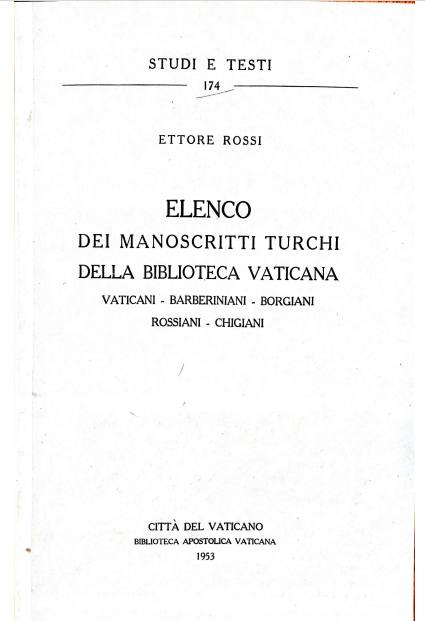 STUDI E TESTI
174
ETTORE ROSSI
ELENCO
DEI MANOSCRITTI TURCHI
DELLA BIBLIOTECA VATICANA
VATICANI - BARBERINIANI - BORGIANI
ROSSIANI - CHIGIANI
CITTÀ DEL VATICANO
BIBLIOTECA APOSTOLICA VATICANA
1953